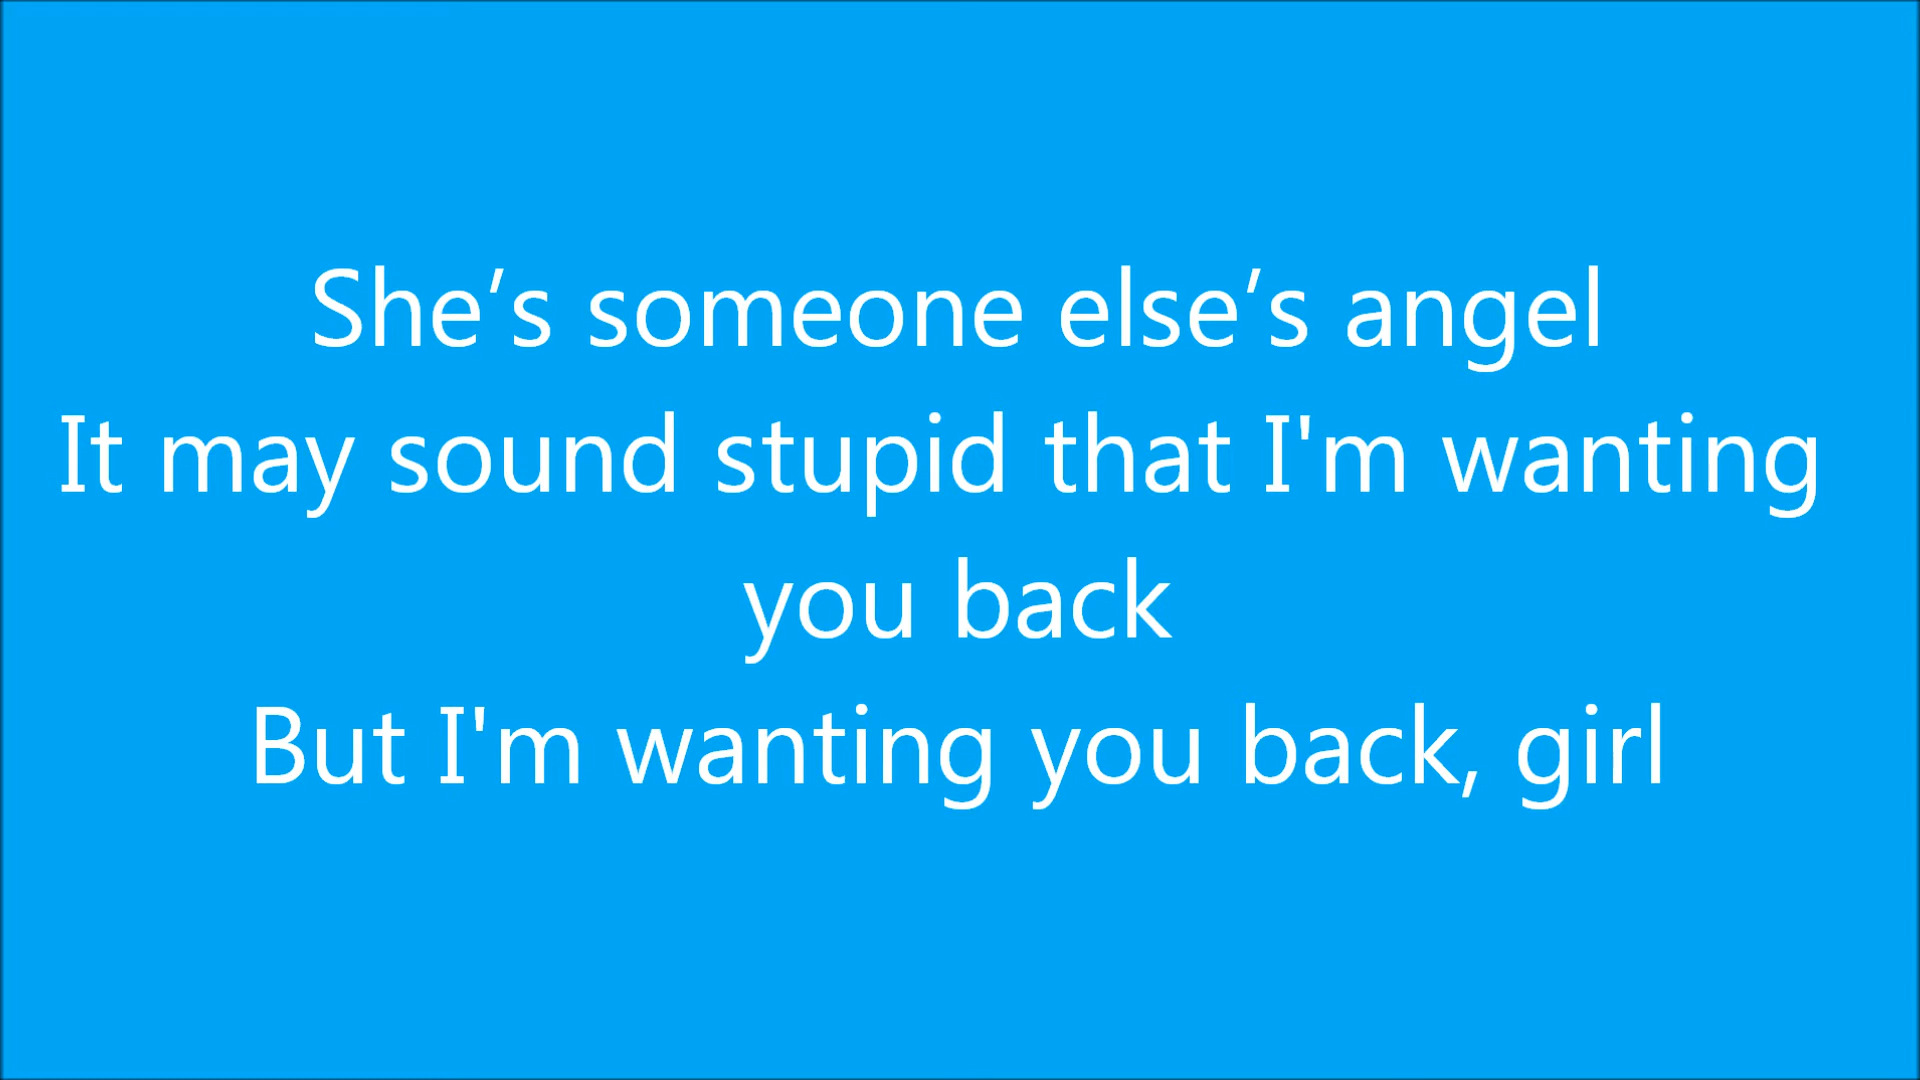 She’s someone else’s angel
It may sound stupid that I'm wanting
you back
But I'm wanting you back, girl